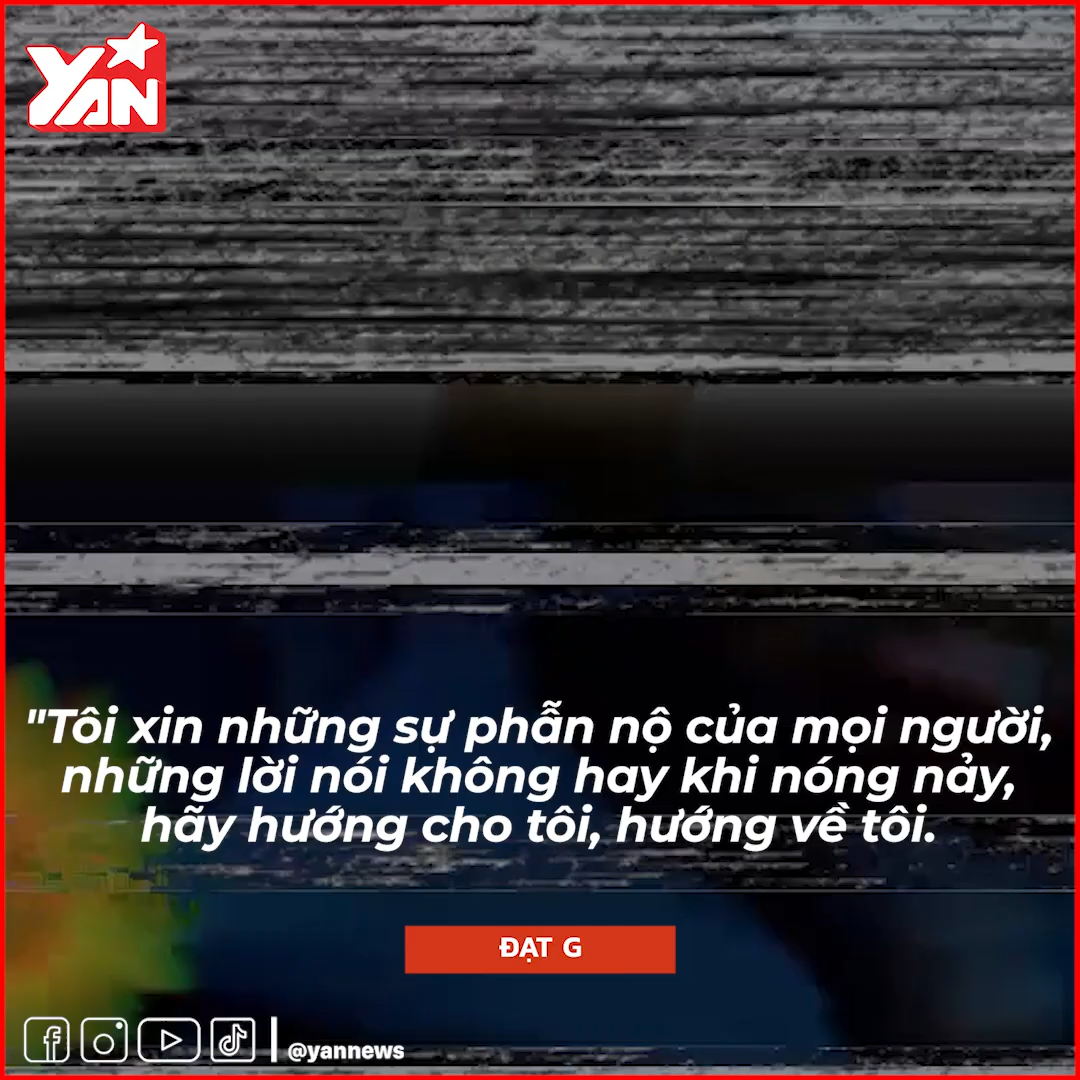 YAN
"Tôi xin những sự phẫn nộ của mọi người,
những lời nói không hay khi nóng nảy,
hãy hướng cho tôi, hướng về tôi.
ĐẠT G
@yannews